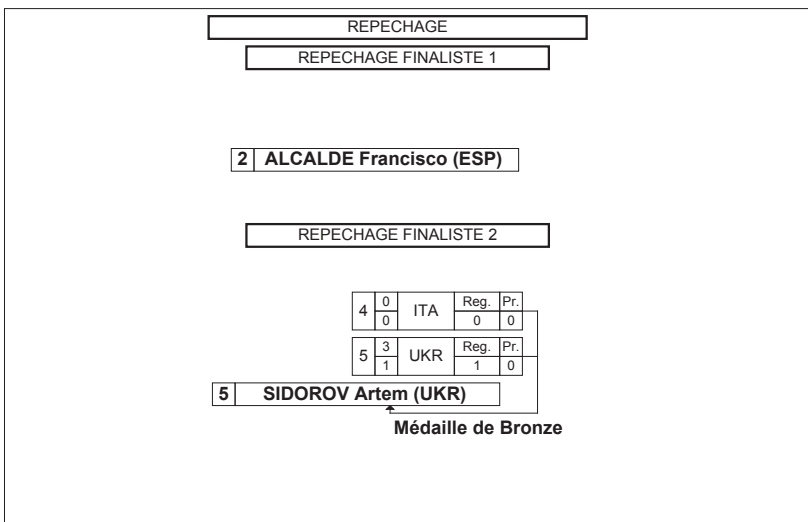 REPECHAGE
REPECHAGE FINALISTE 1
2 ALCALDE Francisco (ESP)
REPECHAGE FINALISTE 2
4 0 ITA Reg. Pr.
0 0 0
5 3 UKR Reg. Pr.
1 1 0
5 SIDOROV Artem (UKR)
Médaille de Bronze